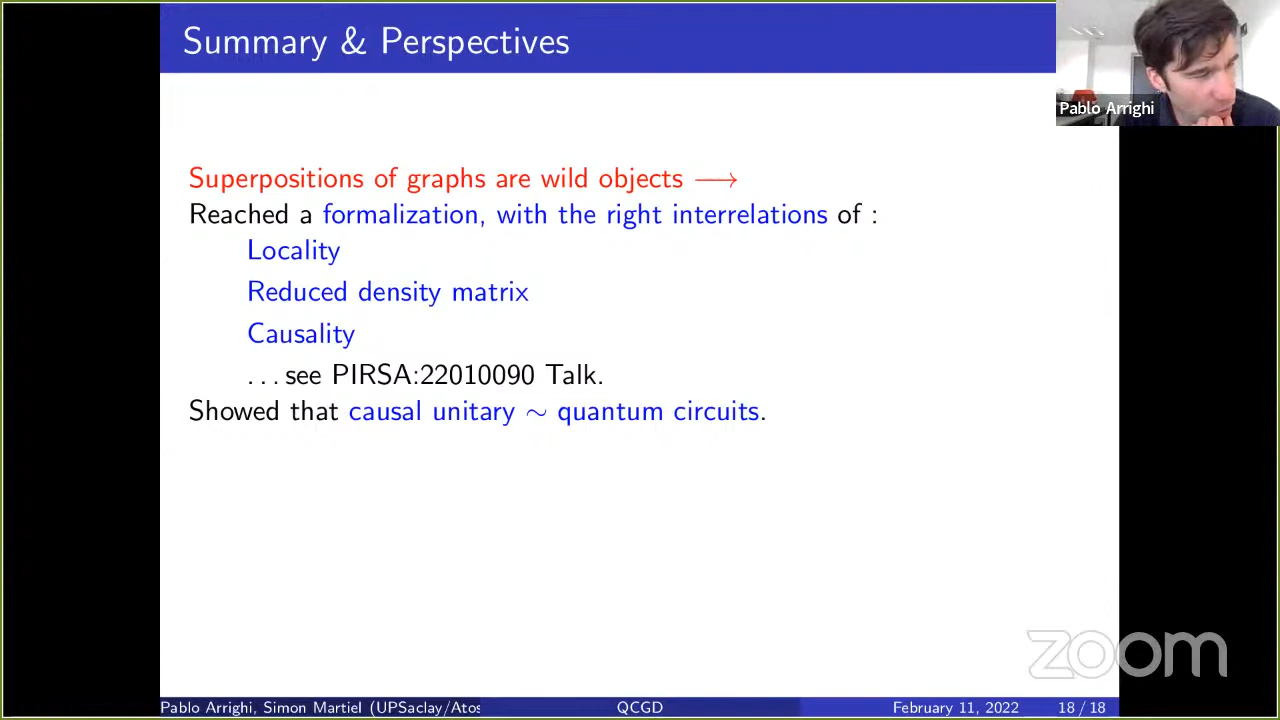 Summary & Perspectives
Pablo Arrighi
Superpositions of graphs are wild objects ⟶
Reached a formalization, with the right interrelations of :
Locality
Reduced density matrix
Causality
...see PIRSA:22010090 Talk.
Showed that causal unitary ∼ quantum circuits.
zoom
Pablo Arrighi, Simon Martiel (UPSaclay/Atos
QCGD
February 11, 2022
18 / 18